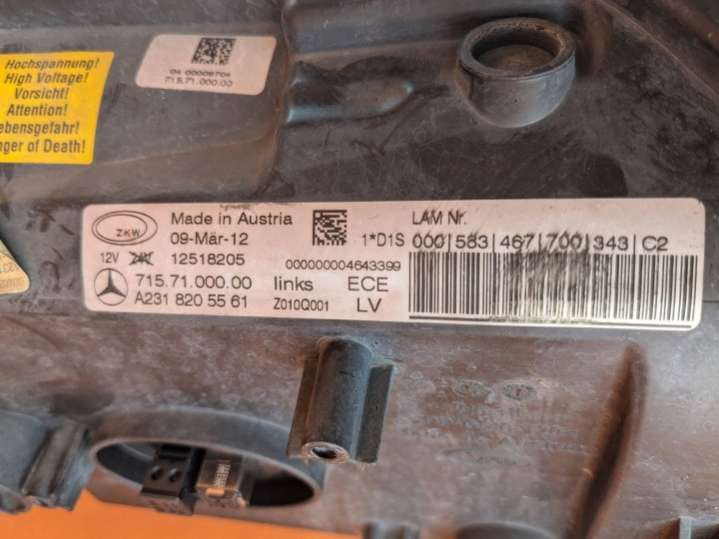 Hochspannung!
High Voltage!
Vorsicht!
Attention!
ebensgefahr!
nger of Death!
04 00008704
715.71.000.00
ZKW
Made in Austria
09-Mär-12
12V 24V 12518205
1*D1S
000000004643399
715.71.000.00 links ECE
A231 820 55 61 Z010Q001 LV
LAM Nr.
000|583|467|700|343|C2